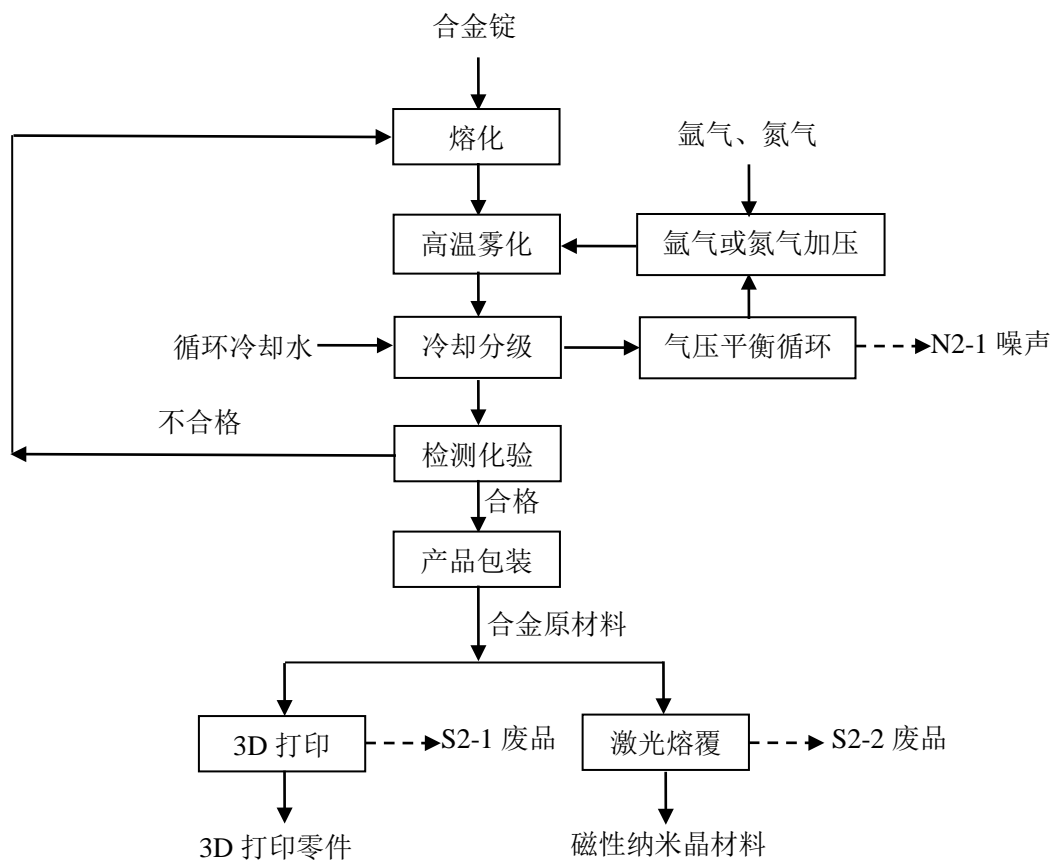 合金锭
熔化
氩气、氮气
高温雾化
氩气或氮气加压
循环冷却水
冷却分级
气压平衡循环
N2-1 噪声
不合格
检测化验
合格
产品包装
合金原材料
3D 打印
S2-1 废品
激光熔覆
S2-2 废品
3D 打印零件
磁性纳米晶材料